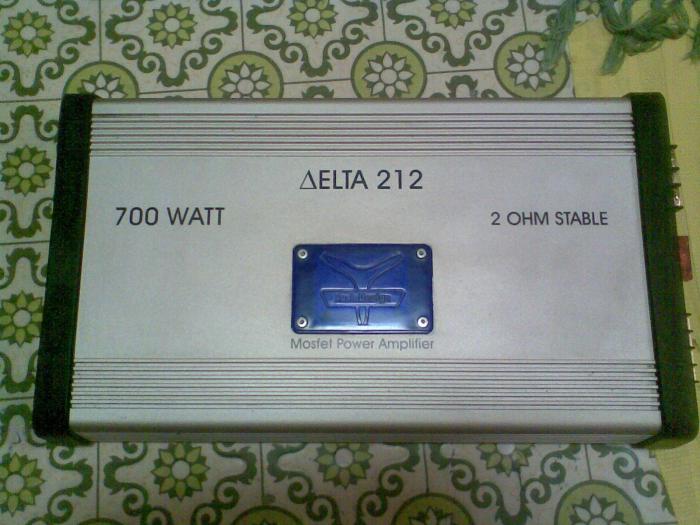 ΔELTA 212
700 WATT
2 OHM STABLE
Mosfet Power Amplifier